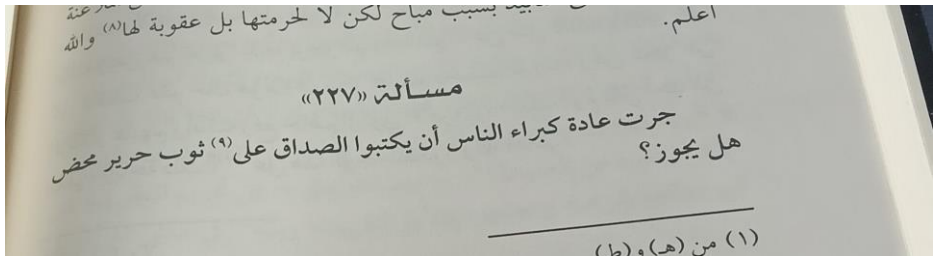 بسبب مباح لكن لا لحرمتها بل عقوبة لها(٨) والله
أعلم.
مسألة «٢٢٧»
جرت عادة كبراء الناس أن يكتبوا الصداق على(٩) ثوب حرير محض
هل يجوز؟
(١) من (هـ) و (ط)